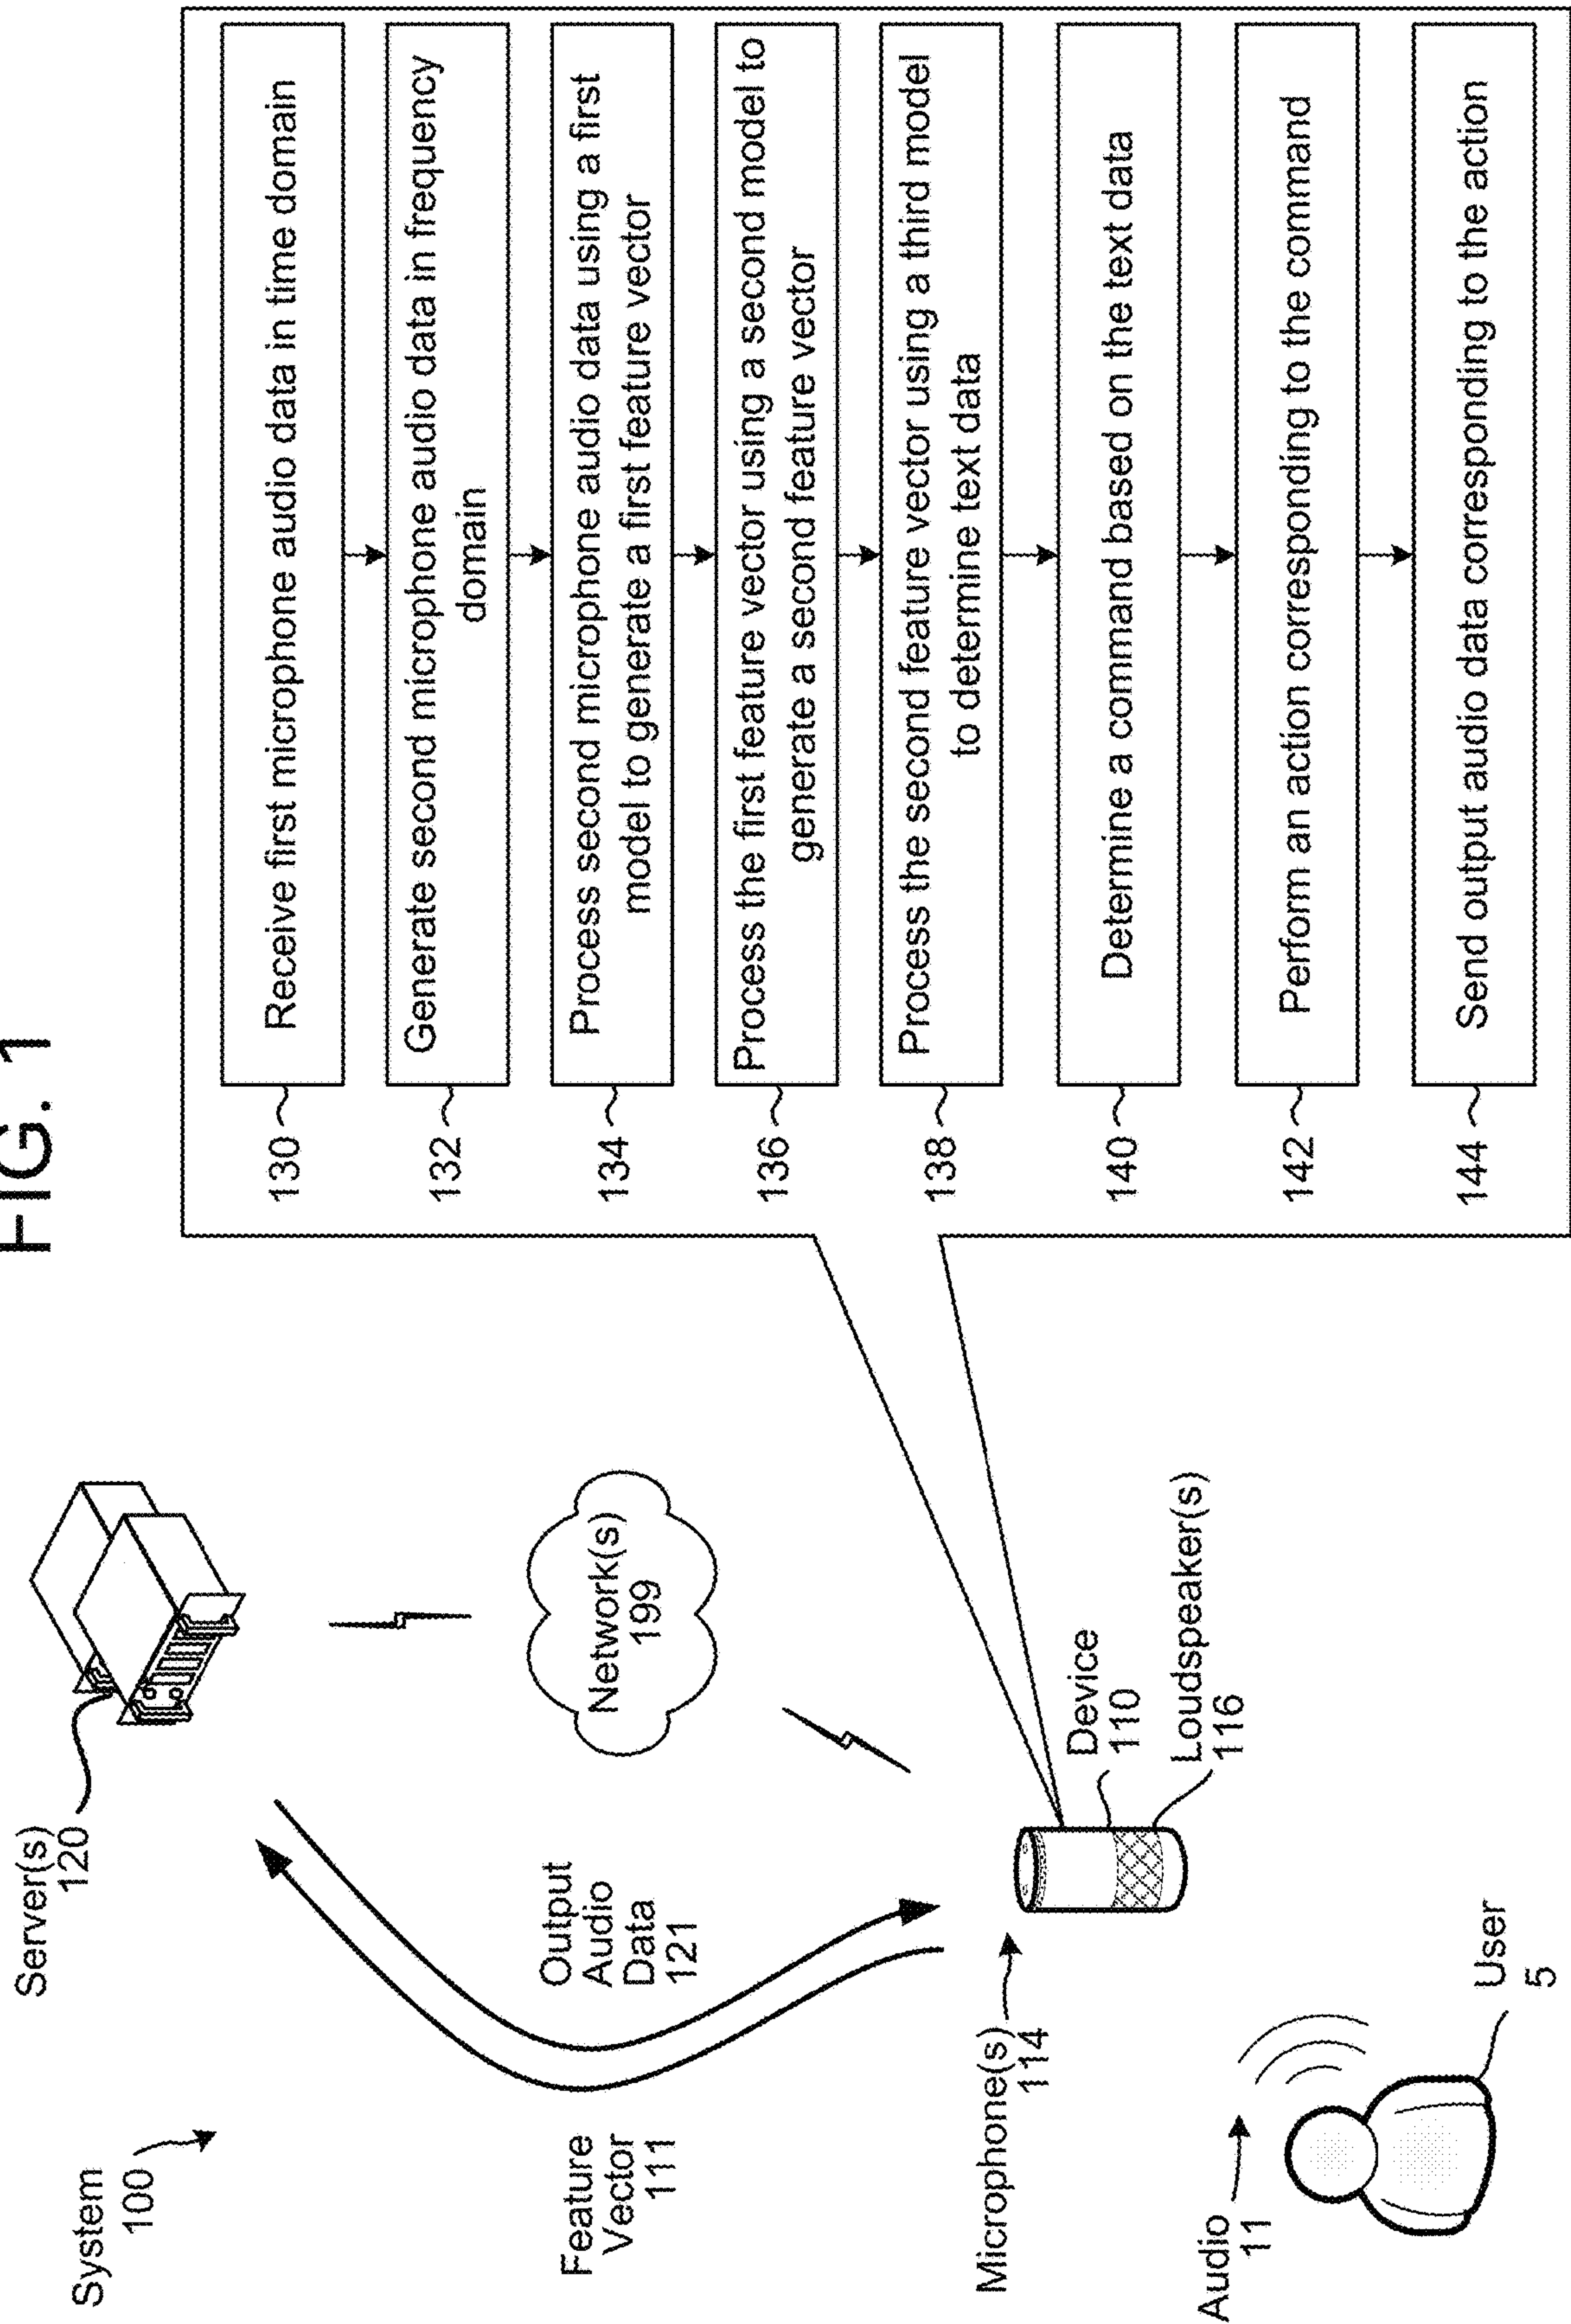 FIG. 1
System
100
Server(s)
120
Feature
Vector
111
Output
Audio
Data
121
Network(s)
199
Microphone(s)
114
Device
110
Loudspeaker(s)
116
Audio
11
User
5
130
Receive first microphone audio data in time domain
132
Generate second microphone audio data in frequency
domain
134
Process second microphone audio data using a first
model to generate a first feature vector
136
Process the first feature vector using a second model to
generate a second feature vector
138
Process the second feature vector using a third model
to determine text data
140
Determine a command based on the text data
142
Perform an action corresponding to the command
144
Send output audio data corresponding to the action